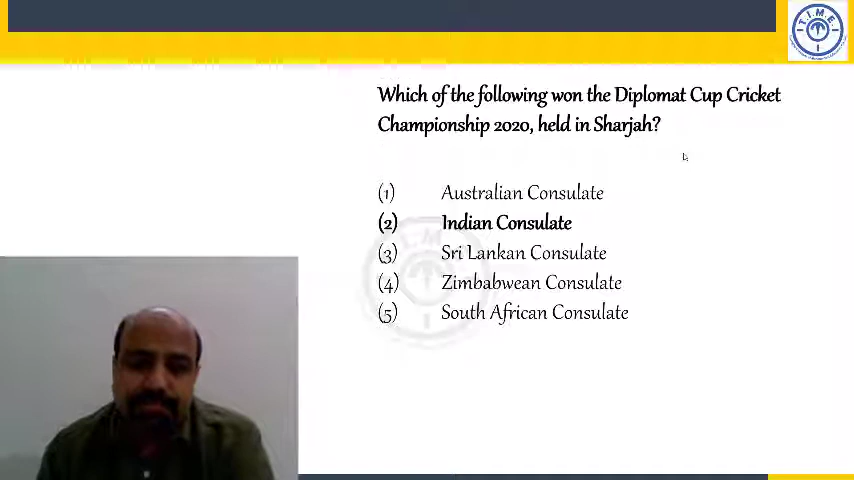 T.I.M.E.
Which of the following won the Diplomat Cup Cricket
Championship 2020, held in Sharjah?
(1) Australian Consulate
(2) Indian Consulate
(3) Sri Lankan Consulate
(4) Zimbabwean Consulate
(5) South African Consulate